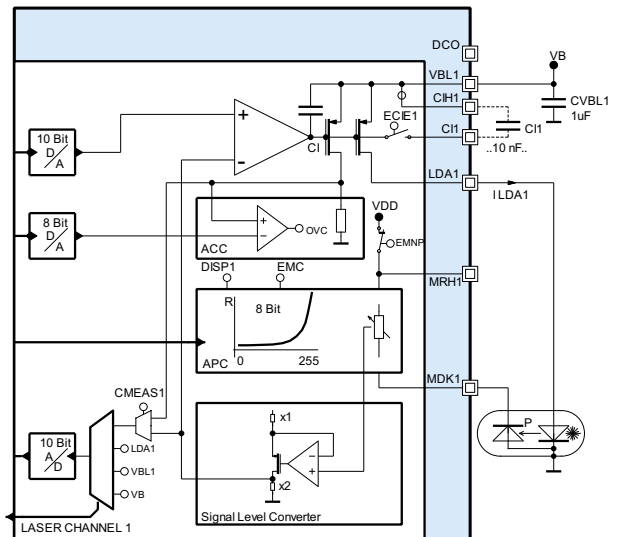 DCO
VBL1
VB
CIH1
CVBL1
1uF
ECIE1
10 Bit
D
A
+
-
CI
CI1
CI1
..10 nF..
LDA1
I LDA1
8 Bit
D
A
+
-
OVC
ACC
VDD
EMNP
DISP1
EMC
MRH1
R
8 Bit
0
255
APC
MDK1
CMEAS1
x1
P
10 Bit
A
D
LDA1
-
+
VBL1
x2
VB
Signal Level Converter
LASER CHANNEL 1